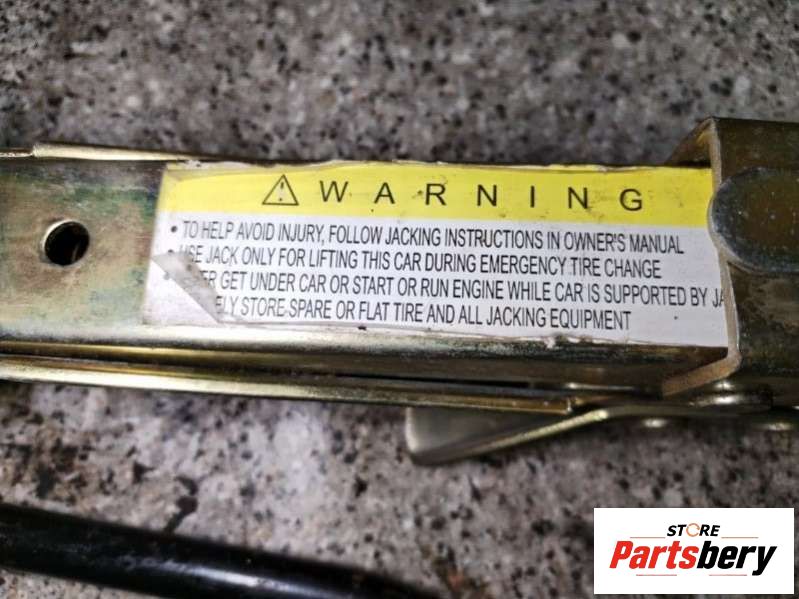 ⚠ WARNING
• TO HELP AVOID INJURY, FOLLOW JACKING INSTRUCTIONS IN OWNER'S MANUAL
• USE JACK ONLY FOR LIFTING THIS CAR DURING EMERGENCY TIRE CHANGE
GET UNDER CAR OR START OR RUN ENGINE WHILE CAR IS SUPPORTED BY
STORE SPARE OR FLAT TIRE AND ALL JACKING EQUIPMENT
STORE
Partsbery